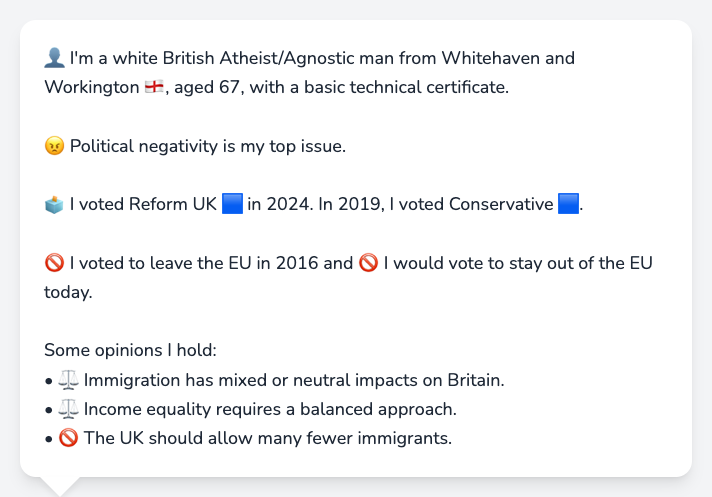 👤 I'm a white British Atheist/Agnostic man from Whitehaven and
Workington 🏴󠁧󠁢󠁥󠁮󠁧󠁿, aged 67, with a basic technical certificate.
😠 Political negativity is my top issue.
🗳️ I voted Reform UK 🟦 in 2024. In 2019, I voted Conservative 🟦.
🚫 I voted to leave the EU in 2016 and 🚫 I would vote to stay out of the EU
today.
Some opinions I hold:
• ⚖️ Immigration has mixed or neutral impacts on Britain.
• ⚖️ Income equality requires a balanced approach.
• 🚫 The UK should allow many fewer immigrants.